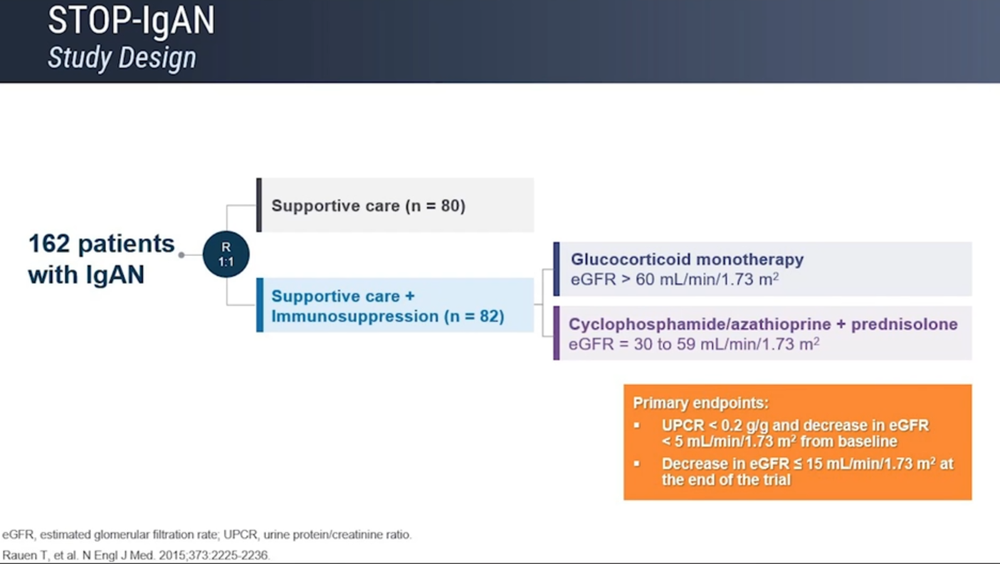 STOP-IgAN
Study Design
162 patients
with IgAN
R
1:1
Supportive care (n = 80)
Supportive care +
Immunosuppression (n = 82)
Glucocorticoid monotherapy
eGFR > 60 mL/min/1.73 m²
Cyclophosphamide/azathioprine + prednisolone
eGFR = 30 to 59 mL/min/1.73 m²
Primary endpoints:
▪ UPCR < 0.2 g/g and decrease in eGFR
< 5 mL/min/1.73 m² from baseline
▪ Decrease in eGFR ≤ 15 mL/min/1.73 m² at
the end of the trial
eGFR, estimated glomerular filtration rate; UPCR, urine protein/creatinine ratio.
Rauen T, et al. N Engl J Med. 2015;373:2225-2236.